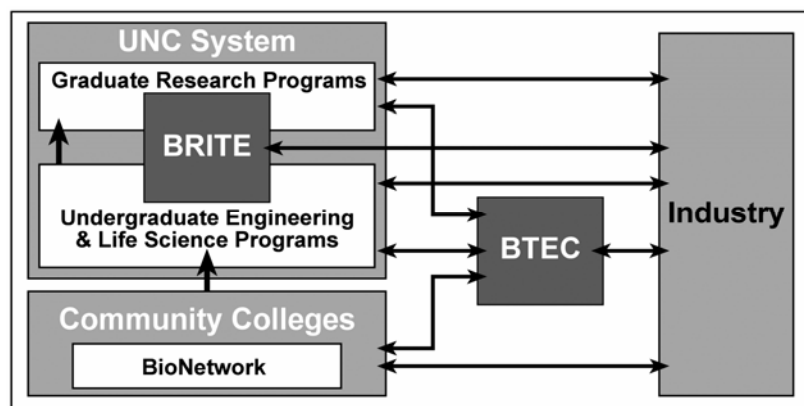 UNC System
Graduate Research Programs
BRITE
Undergraduate Engineering
& Life Science Programs
Industry
BTEC
Community Colleges
BioNetwork